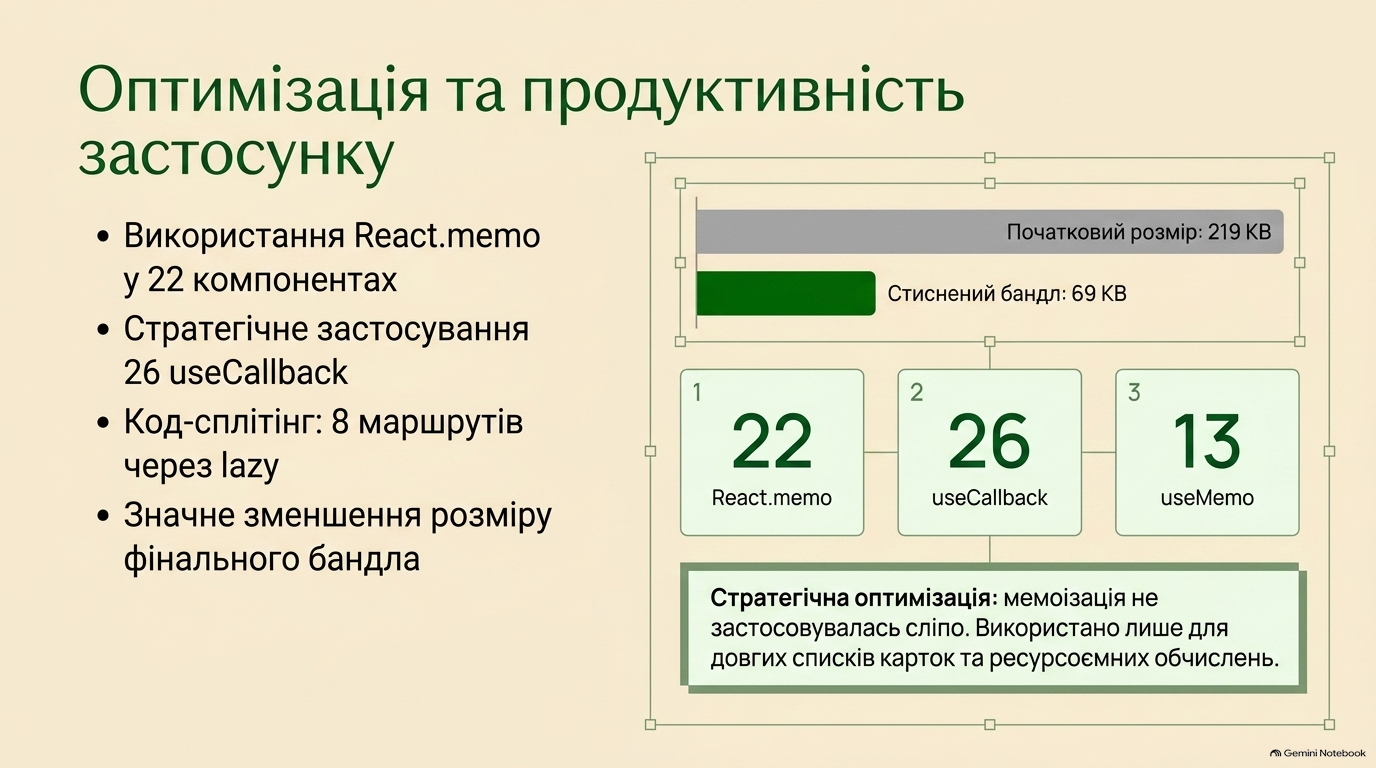 Оптимізація та продуктивність
застосунку
• Використання React.memo
у 22 компонентах
• Стратегічне застосування
26 useCallback
• Код-сплітінг: 8 маршрутів
через lazy
• Значне зменшення розміру
фінального бандла
Початковий розмір: 219 KB
Стиснений бандл: 69 KB
1
22
React.memo
2
26
useCallback
3
13
useMemo
Стратегічна оптимізація: мемоізація не
застосовувалась сліпо. Використано лише для
довгих списків карток та ресурсоємних обчислень.
Gemini Notebook